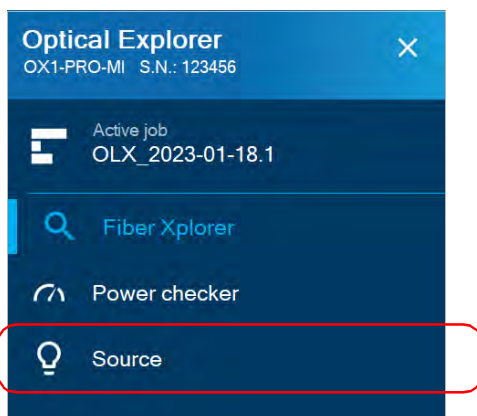 Optical Explorer
OX1-PRO-MI S.N.: 123456
Active job
OLX_2023-01-18.1
Fiber Xplorer
Power checker
Source